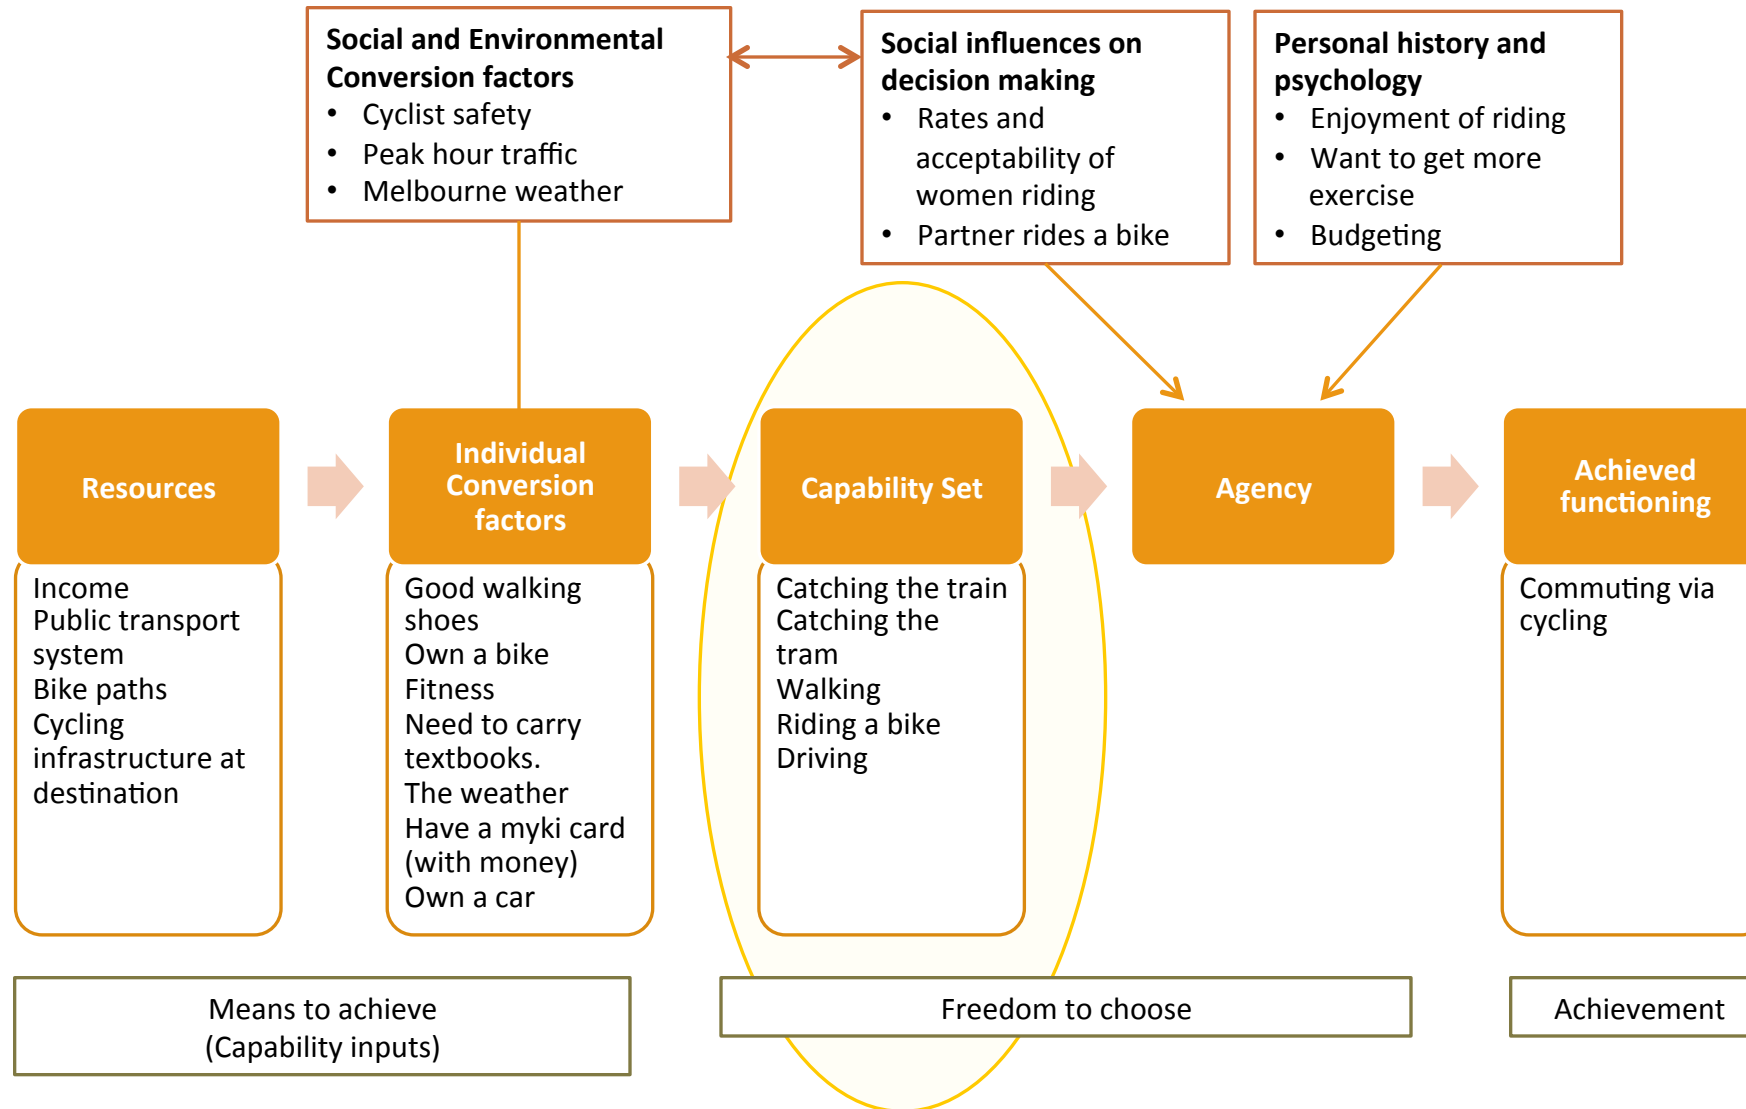 Social and Environmental
Conversion factors
• Cyclist safety
• Peak hour traffic
• Melbourne weather
Social influences on
decision making
• Rates and
acceptability of
women riding
• Partner rides a bike
Personal history and
psychology
• Enjoyment of riding
• Want to get more
exercise
• Budgeting
Resources
Income
Public transport
system
Bike paths
Cycling
infrastructure at
destination
Individual
Conversion
factors
Good walking
shoes
Own a bike
Fitness
Need to carry
textbooks.
The weather
Have a myki card
(with money)
Own a car
Capability Set
Catching the train
Catching the
tram
Walking
Riding a bike
Driving
Agency
Achieved
functioning
Commuting via
cycling
Means to achieve
(Capability inputs)
Freedom to choose
Achievement